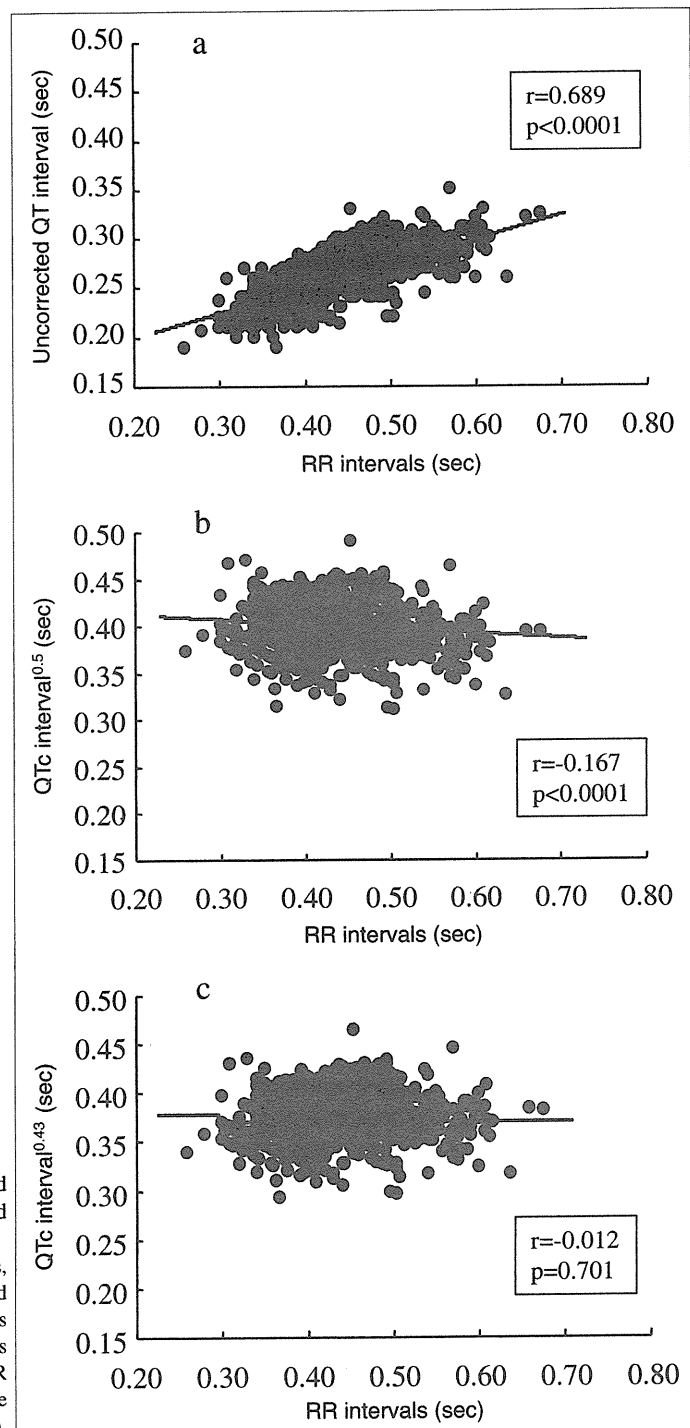 a
0.50
0.45
0.40
0.35
0.30
0.25
0.20
0.15
Uncorrected QT interval (sec)
r=0.689
p<0.0001
0.20 0.30 0.40 0.50 0.60 0.70 0.80
RR intervals (sec)
b
0.50
0.45
0.40
0.35
0.30
0.25
0.20
0.15
QTc interval^0.5 (sec)
r=-0.167
p<0.0001
0.20 0.30 0.40 0.50 0.60 0.70 0.80
RR intervals (sec)
c
0.50
0.45
0.40
0.35
0.30
0.25
0.20
0.15
QTc interval^0.43 (sec)
r=-0.012
p=0.701
0.20 0.30 0.40 0.50 0.60 0.70 0.80
RR intervals (sec)